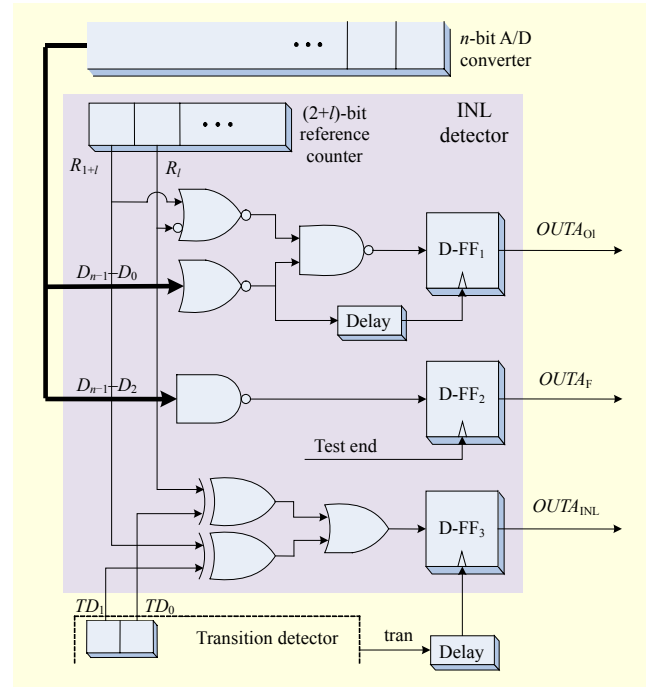 n-bit A/D
converter
• • •
(2+l)-bit
reference
counter
• • •
INL
detector
R1+l
Rl
D-FF1
OUTAO1
Dn−1–D0
Delay
Dn−1–D2
D-FF2
OUTAF
Test end
D-FF3
OUTAINL
TD1
TD0
Transition detector
tran
Delay